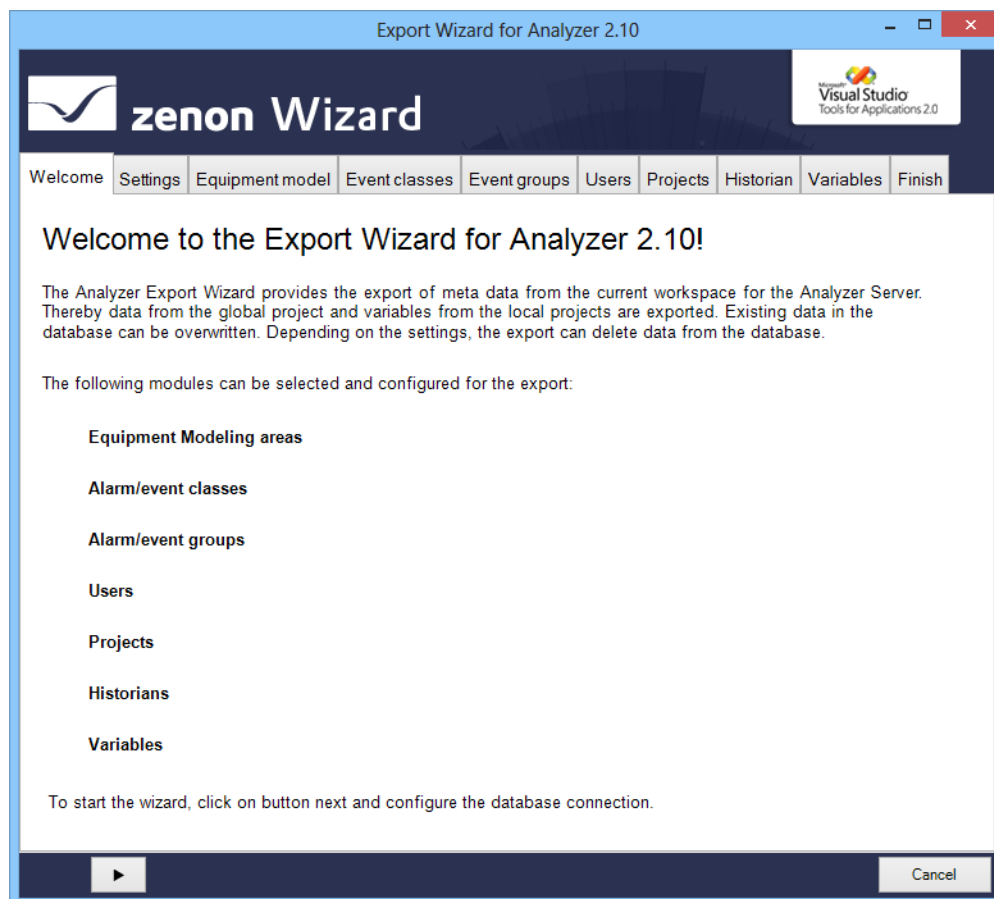 Export Wizard for Analyzer 2.10
zenon Wizard
Microsoft
Visual Studio
Tools for Applications 2.0
Welcome Settings Equipment model Event classes Event groups Users Projects Historian Variables Finish
Welcome to the Export Wizard for Analyzer 2.10!
The Analyzer Export Wizard provides the export of meta data from the current workspace for the Analyzer Server.
Thereby data from the global project and variables from the local projects are exported. Existing data in the
database can be overwritten. Depending on the settings, the export can delete data from the database.
The following modules can be selected and configured for the export:
Equipment Modeling areas
Alarm/event classes
Alarm/event groups
Users
Projects
Historians
Variables
To start the wizard, click on button next and configure the database connection.
Cancel